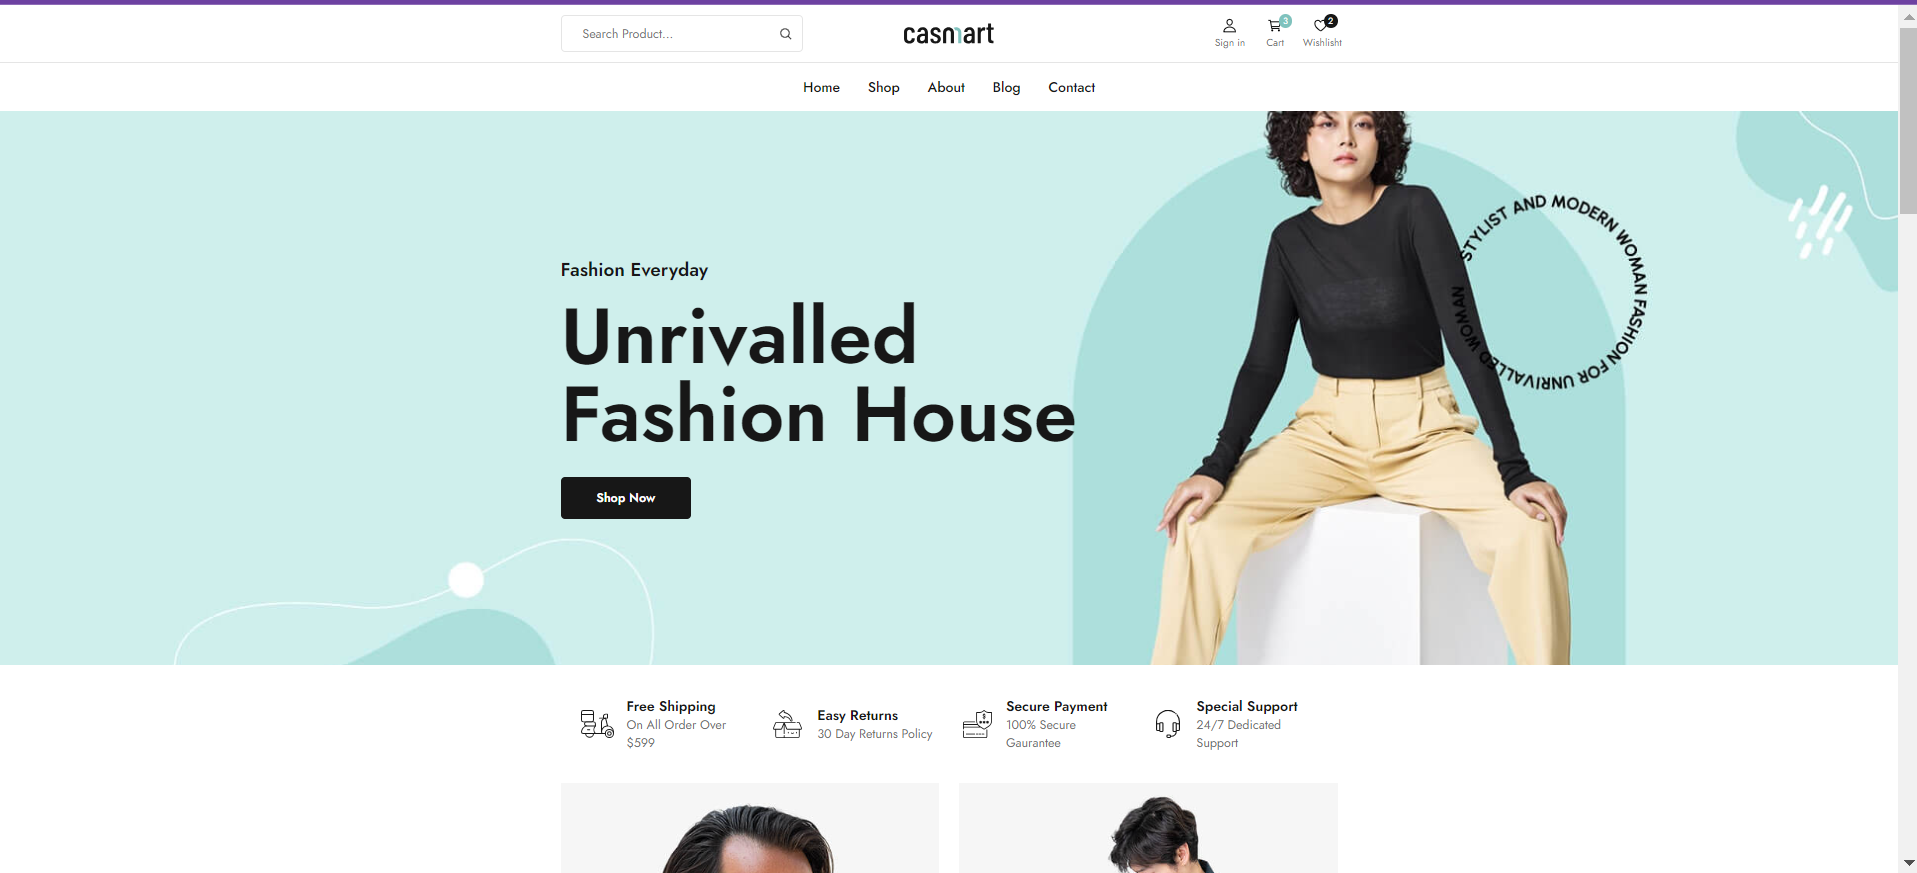 Search Product...
casmart
Sign in
3
Cart
2
Wishlisht
Home
Shop
About
Blog
Contact
STYLIST AND MODERN WOMAN FASHION FOR UNRIVALLED WOMAN
Fashion Everyday
Unrivalled
Fashion House
Shop Now
Free Shipping
On All Order Over
$599
Easy Returns
30 Day Returns Policy
Secure Payment
100% Secure
Gaurantee
Special Support
24/7 Dedicated
Support